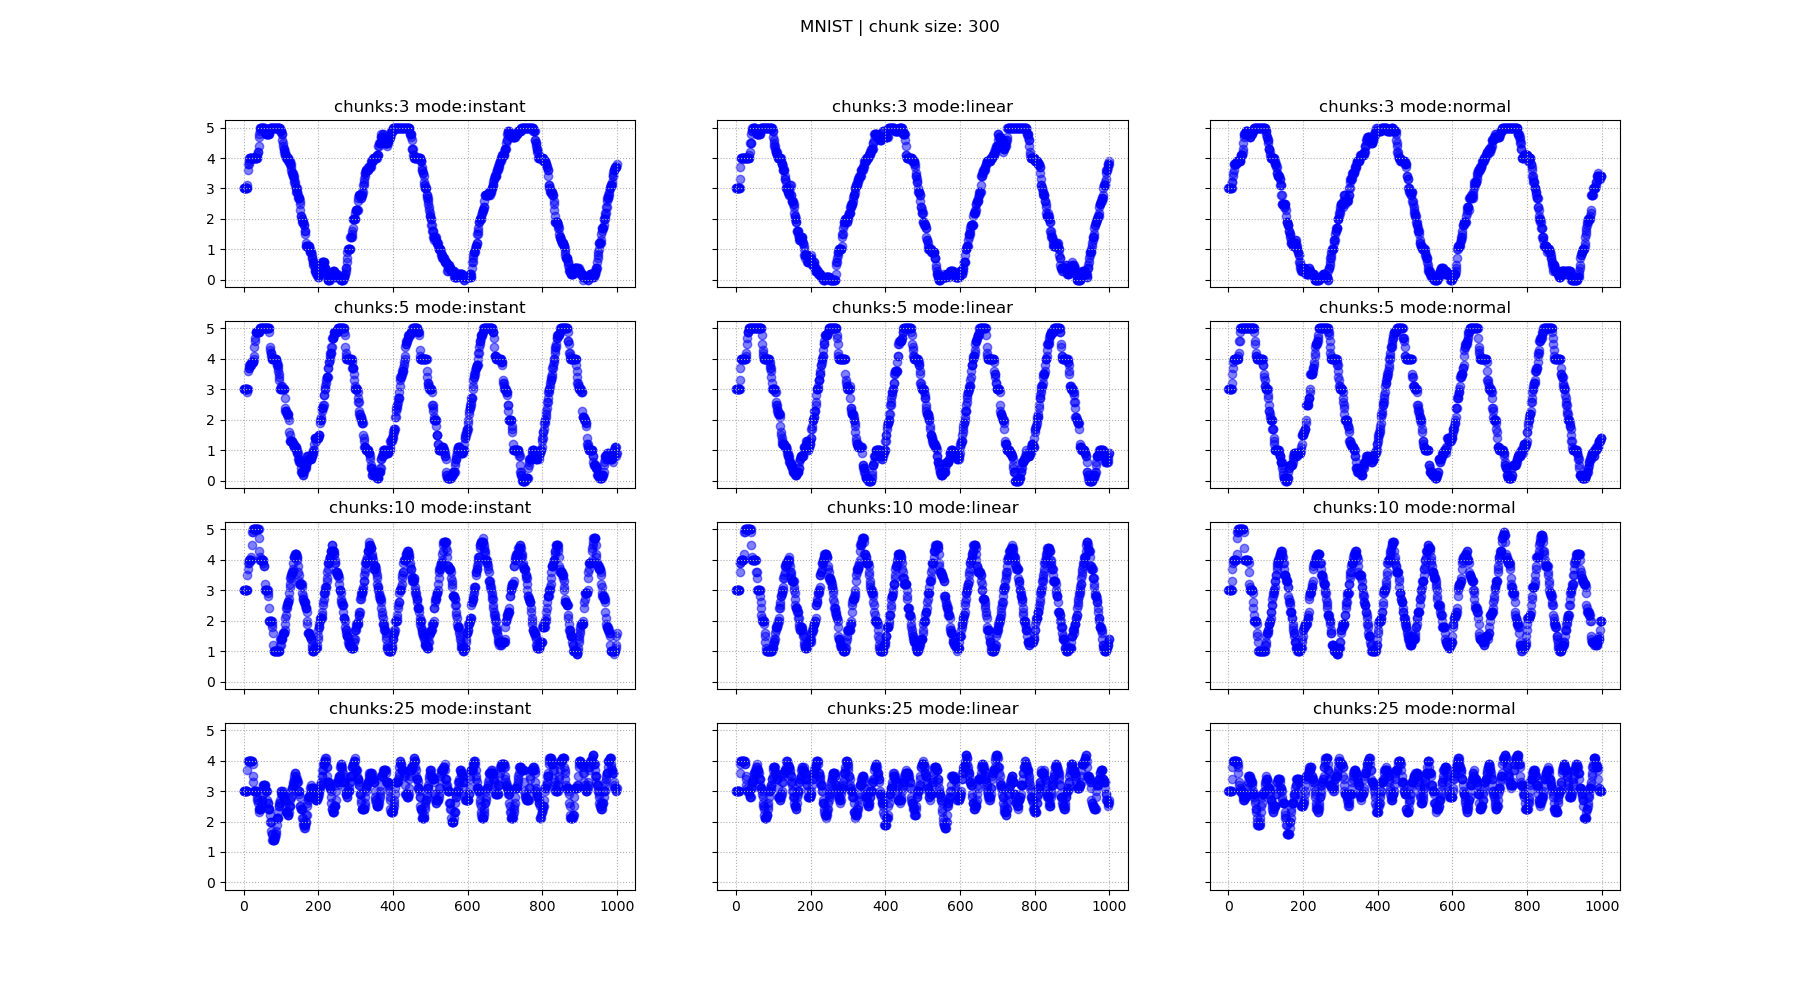 MNIST | chunk size: 300
chunks:3 mode:instant
chunks:3 mode:linear
chunks:3 mode:normal
5
4
3
2
1
0
chunks:5 mode:instant
chunks:5 mode:linear
chunks:5 mode:normal
5
4
3
2
1
0
chunks:10 mode:instant
chunks:10 mode:linear
chunks:10 mode:normal
5
4
3
2
1
0
chunks:25 mode:instant
chunks:25 mode:linear
chunks:25 mode:normal
5
4
3
2
1
0
0 200 400 600 800 1000
0 200 400 600 800 1000
0 200 400 600 800 1000